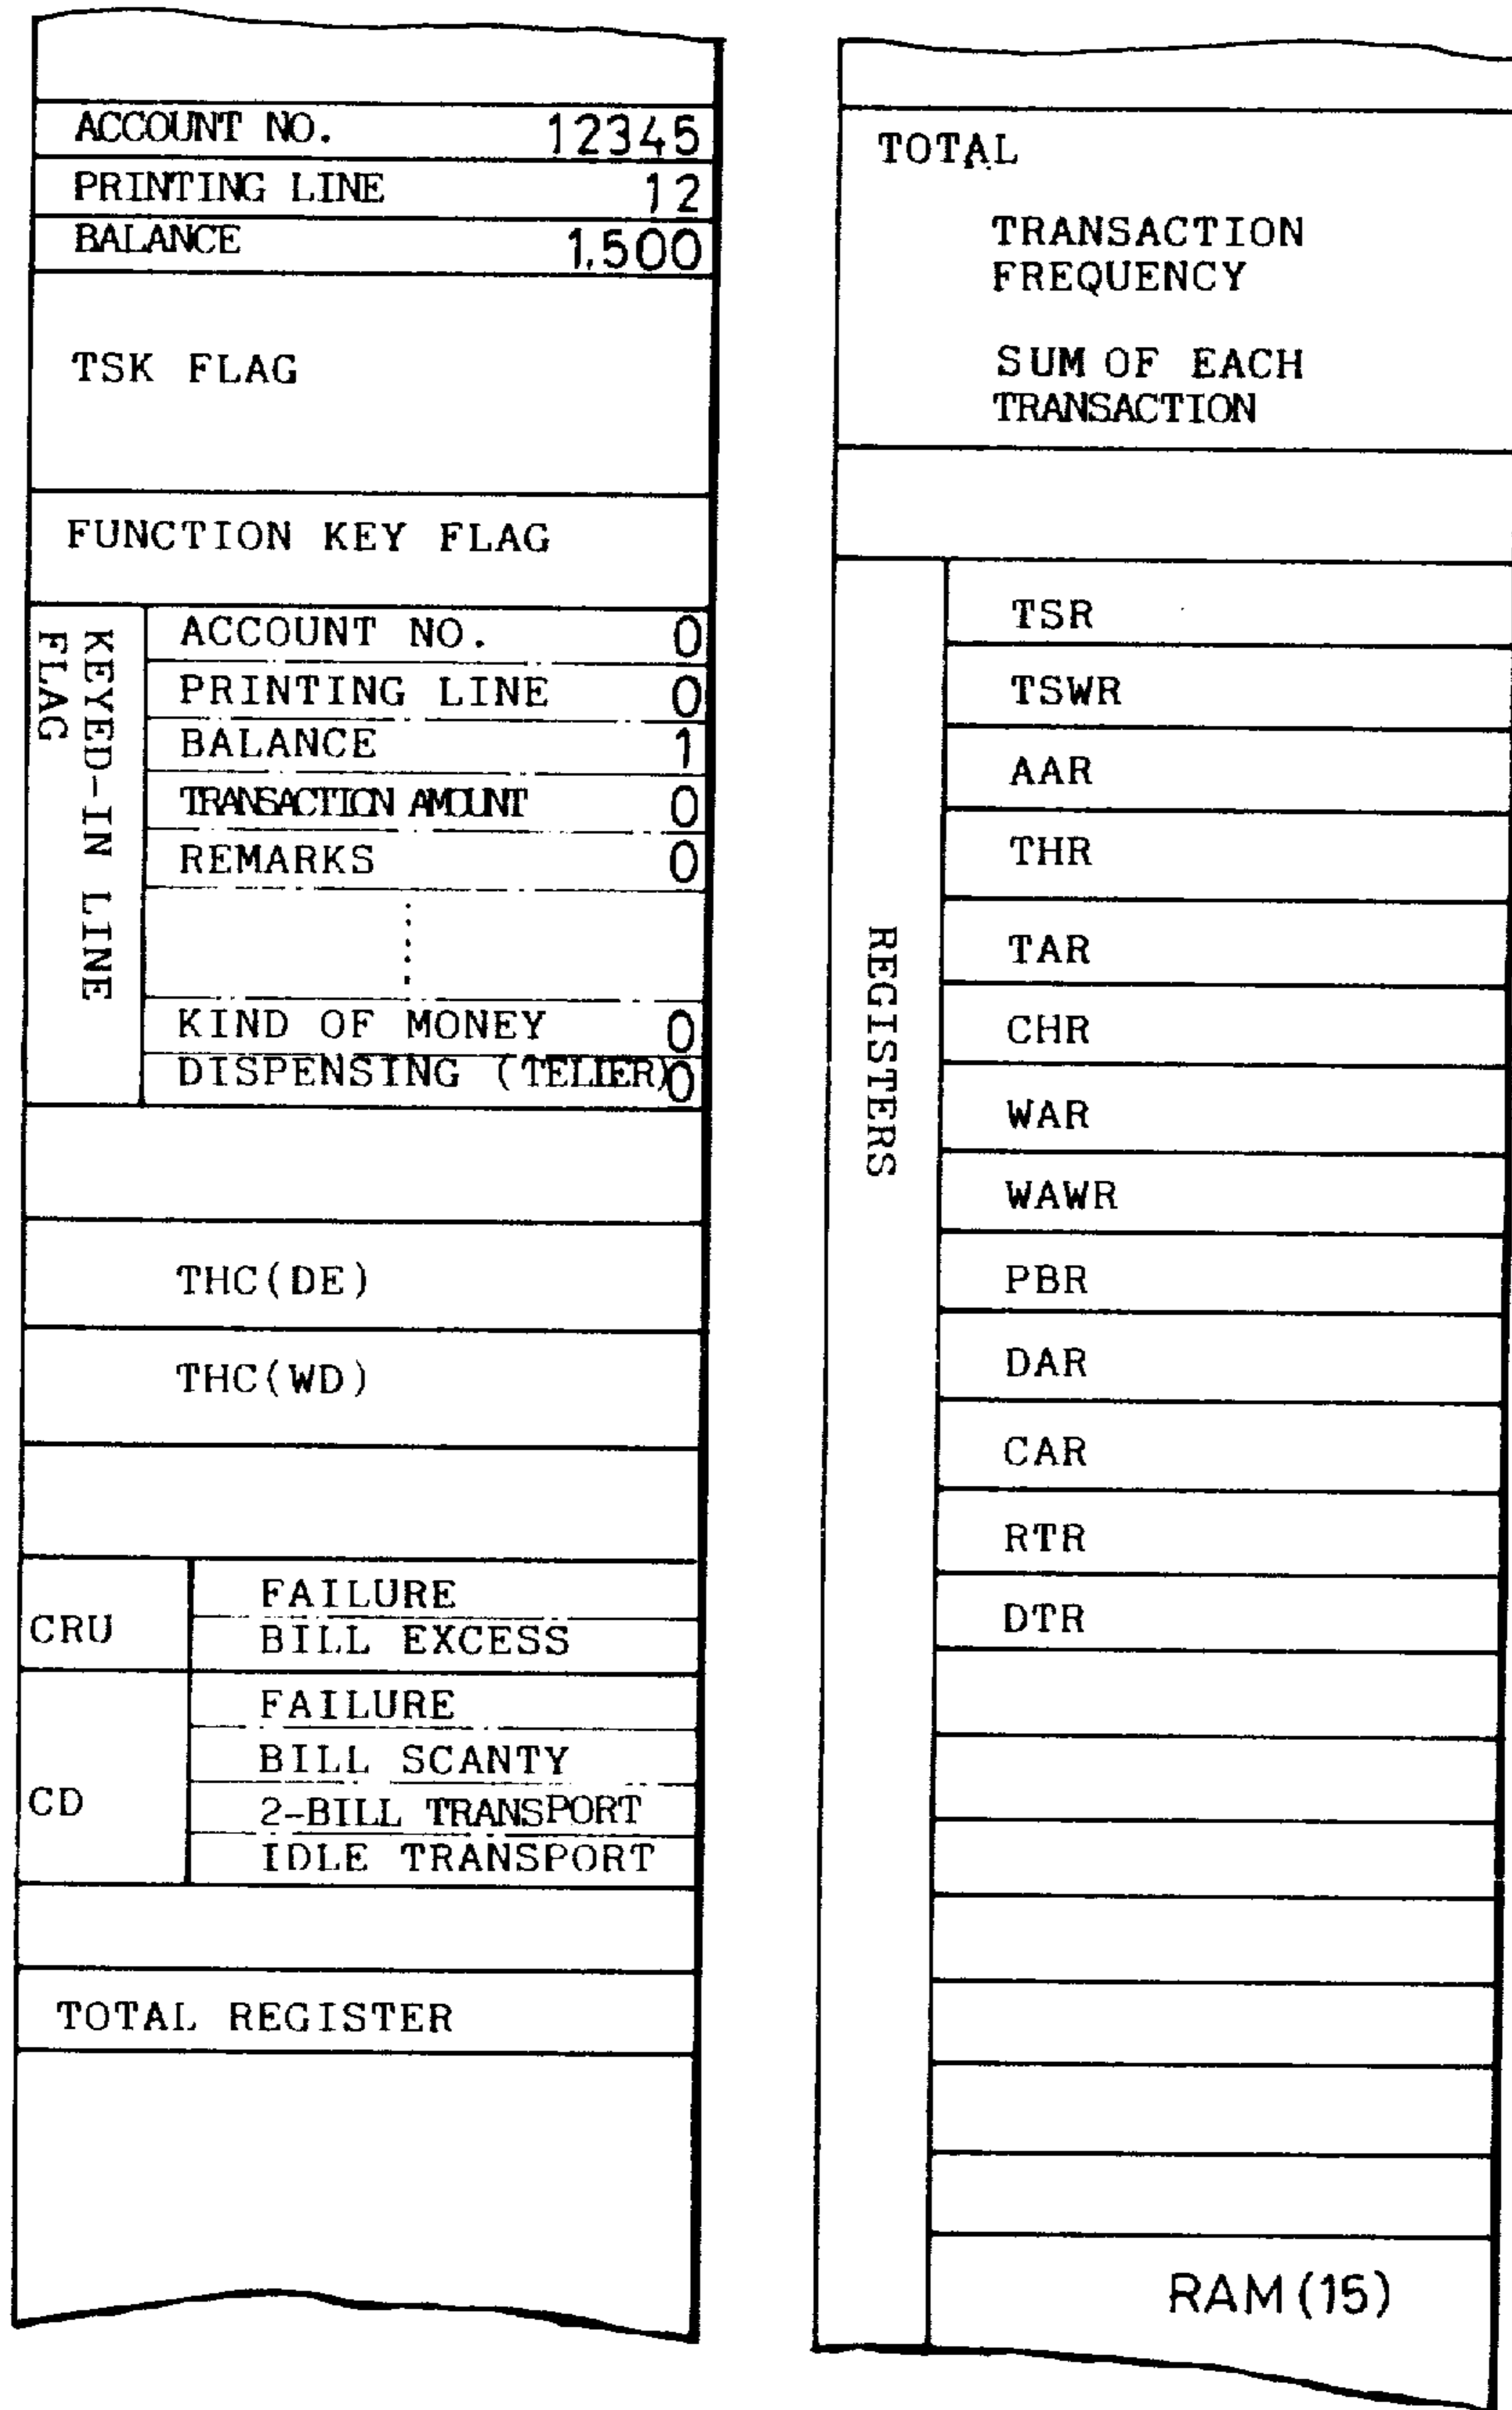 ACCOUNT NO. 12345
PRINTING LINE 12
BALANCE 1,500
TSK FLAG
FUNCTION KEY FLAG
KEYED-IN LINE
FLAG
ACCOUNT NO. 0
PRINTING LINE 0
BALANCE 1
TRANSACTION AMOUNT 0
REMARKS 0
KIND OF MONEY 0
DISPENSING (TELLER) 0
THC(DE)
THC(WD)
CRU
FAILURE
BILL EXCESS
CD
FAILURE
BILL SCANTY
2-BILL TRANSPORT
IDLE TRANSPORT
TOTAL REGISTER
TOTAL
TRANSACTION
FREQUENCY
SUM OF EACH
TRANSACTION
REGISTERS
TSR
TSWR
AAR
THR
TAR
CHR
WAR
WAWR
PBR
DAR
CAR
RTR
DTR
RAM(15)